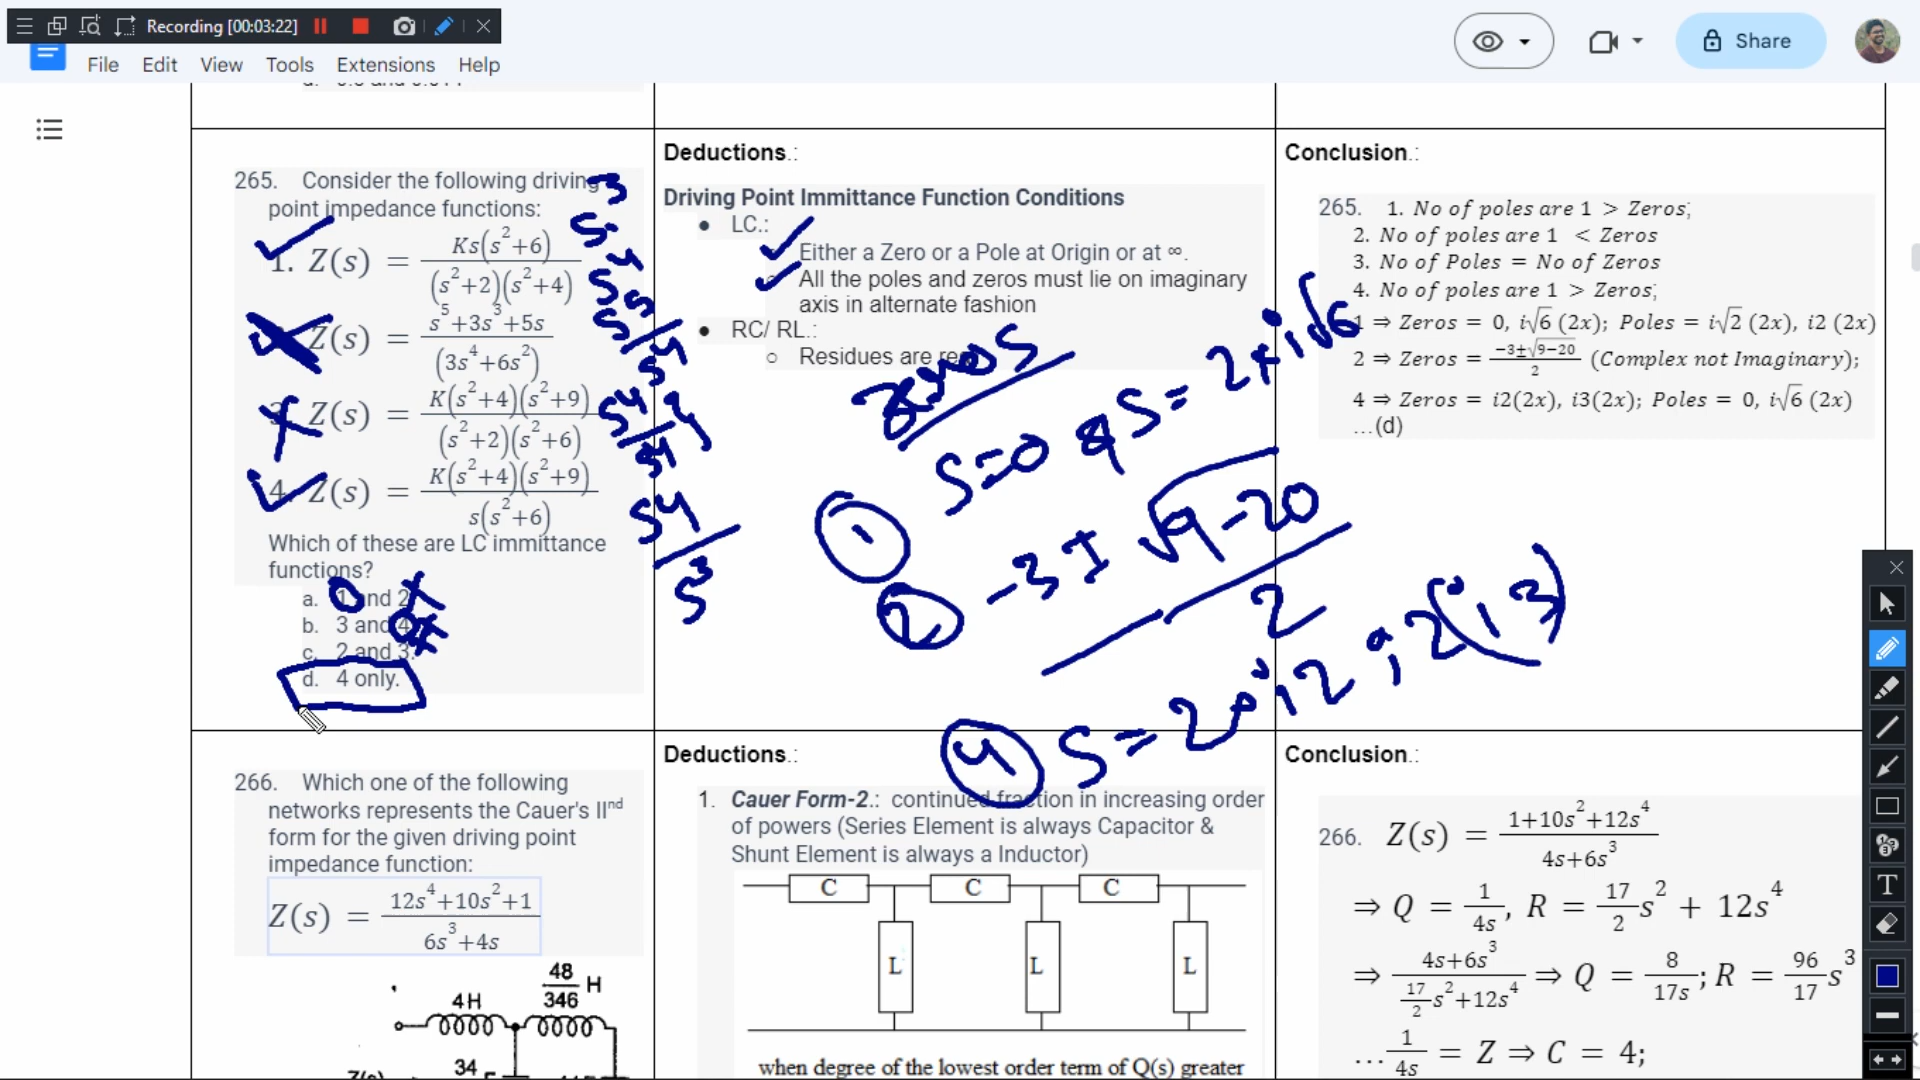 Recording [00:03:22]
File Edit View Tools Extensions Help
Share
Deductions.:
Conclusion.:
265. Consider the following driving
point impedance functions:
1. Z(s) = Ks(s²+6) / (s²+2)(s²+4)
Z(s) = s⁵+3s³+5s / (3s⁴+6s²)
3. Z(s) = K(s²+4)(s²+9) / (s²+2)(s²+6)
4. Z(s) = K(s²+4)(s²+9) / s(s²+6)
Which of these are LC immittance
functions?
a. 1 and 2
b. 3 and 4
c. 2 and 3.
d. 4 only.
Driving Point Immittance Function Conditions
● LC.:
Either a Zero or a Pole at Origin or at ∞.
All the poles and zeros must lie on imaginary
axis in alternate fashion
● RC/ RL.:
○ Residues are
zeros
S=0 & S= 2 × i√6
① 
② -3 ± √9-20 / 2
④ S = 2 i2 ; 2(i3)
265. 1. No of poles are 1 > Zeros;
2. No of poles are 1 < Zeros
3. No of Poles = No of Zeros
4. No of poles are 1 > Zeros;
1 ⇒ Zeros = 0, i√6 (2x); Poles = i√2 (2x), i2 (2x)
2 ⇒ Zeros = -3±√9-20 / 2 (Complex not Imaginary);
4 ⇒ Zeros = i2(2x), i3(2x); Poles = 0, i√6 (2x)
...(d)
266. Which one of the following
networks represents the Cauer's IIⁿᵈ
form for the given driving point
impedance function:
Z(s) = 12s⁴+10s²+1 / 6s³+4s
4H
48/346 H
34
Deductions.:
1. Cauer Form-2.: continued fraction in increasing order
of powers (Series Element is always Capacitor &
Shunt Element is always a Inductor)
C C C
L L L
when degree of the lowest order term of Q(s) greater
Conclusion.:
266. Z(s) = 1+10s²+12s⁴ / 4s+6s³
⇒ Q = 1/4s, R = 17/2 s² + 12s⁴
⇒ 4s+6s³ / 17/2 s²+12s⁴ ⇒ Q = 8/17s; R = 96/17 s³
...1/4s = Z ⇒ C = 4;